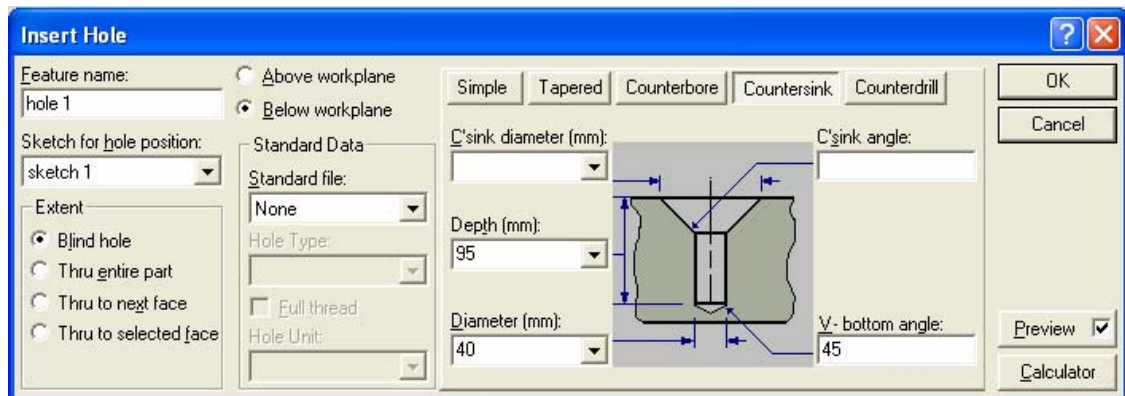 Insert Hole
Feature name:
hole 1
Sketch for hole position:
sketch 1
Extent
Blind hole
Thru entire part
Thru to next face
Thru to selected face
Above workplane
Below workplane
Standard Data
Standard file:
None
Hole Type:
Full thread
Hole Unit:
Simple
Tapered
Counterbore
Countersink
Counterdrill
C'sink diameter (mm):
C'sink angle:
Depth (mm):
95
Diameter (mm):
40
V - bottom angle:
45
OK
Cancel
Preview
Calculator